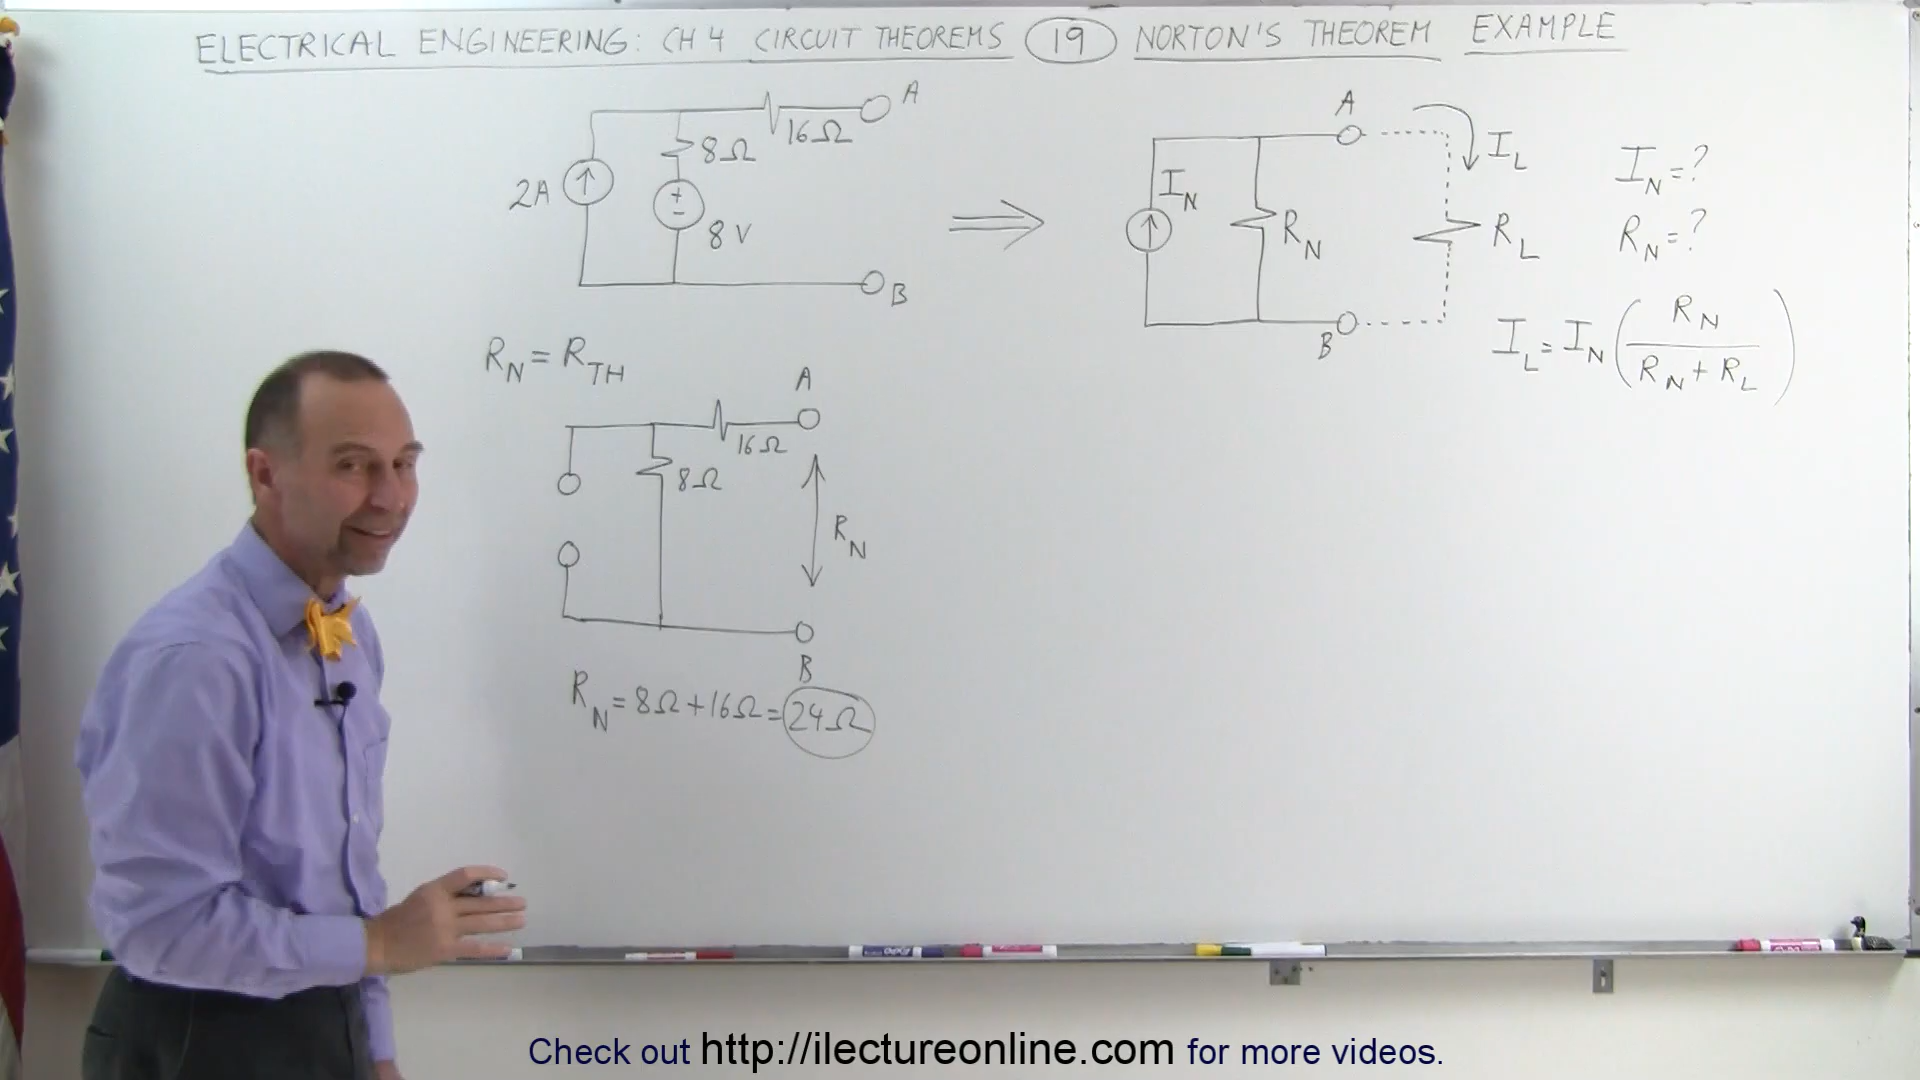 ELECTRICAL ENGINEERING: CH 4 CIRCUIT THEOREMS 19 NORTON'S THEOREM EXAMPLE
A
16Ω
8Ω
2A
+
-
8 V
B
A
I_L
I_N
R_N
R_L
B
I_N = ?
R_N = ?
I_L = I_N (R_N / (R_N + R_L))
R_N = R_TH
A
16Ω
8Ω
R_N
B
R_N = 8Ω + 16Ω = 24Ω
Check out http://ilectureonline.com for more videos.